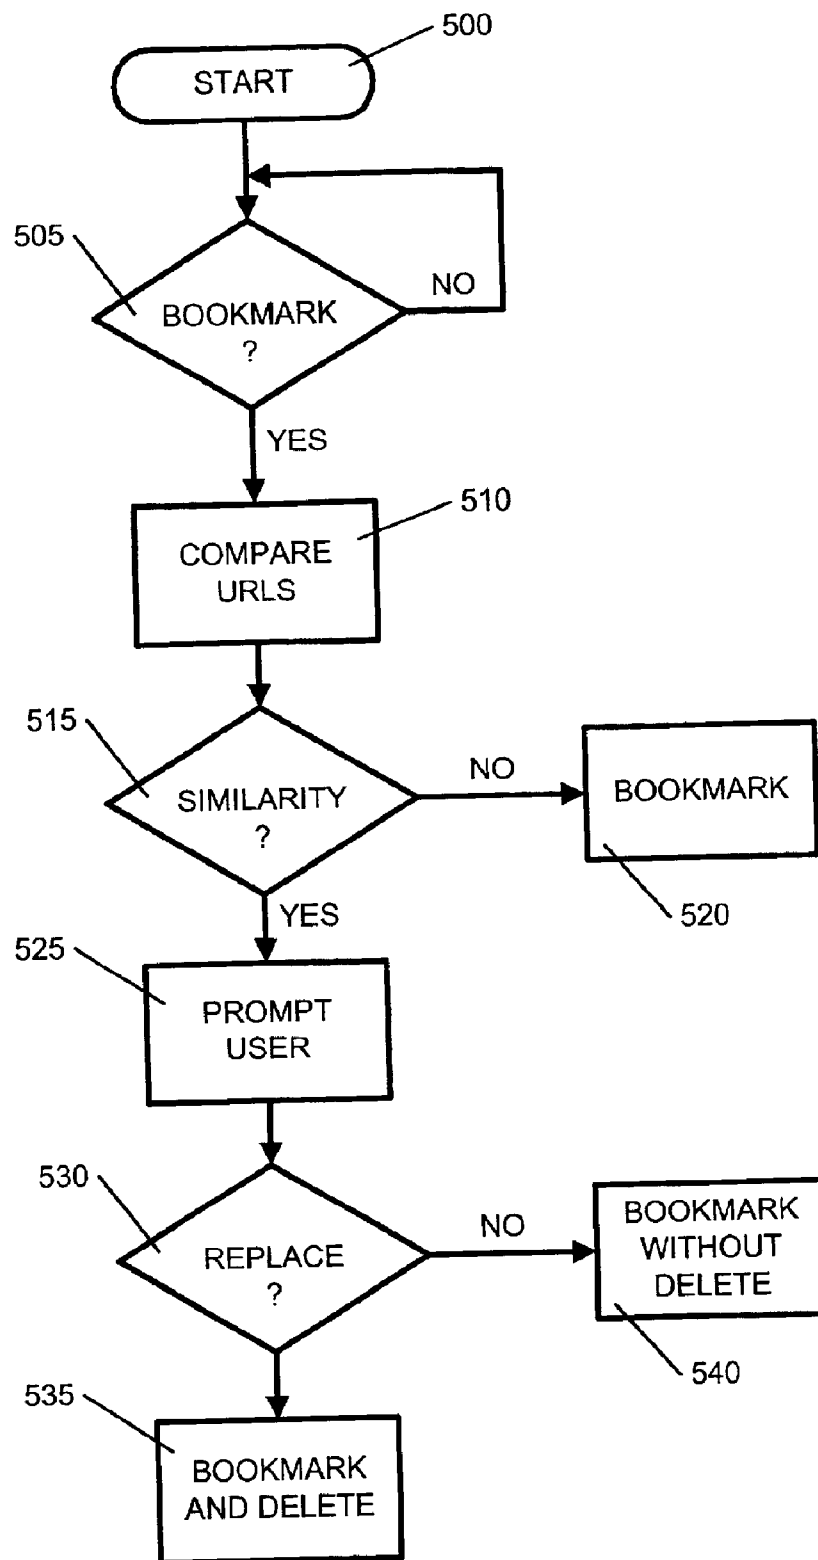 500
START
505
NO
BOOKMARK
?
YES
510
COMPARE
URLS
515
NO
SIMILARITY
?
BOOKMARK
520
YES
525
PROMPT
USER
530
NO
REPLACE
?
BOOKMARK
WITHOUT
DELETE
540
535
BOOKMARK
AND DELETE